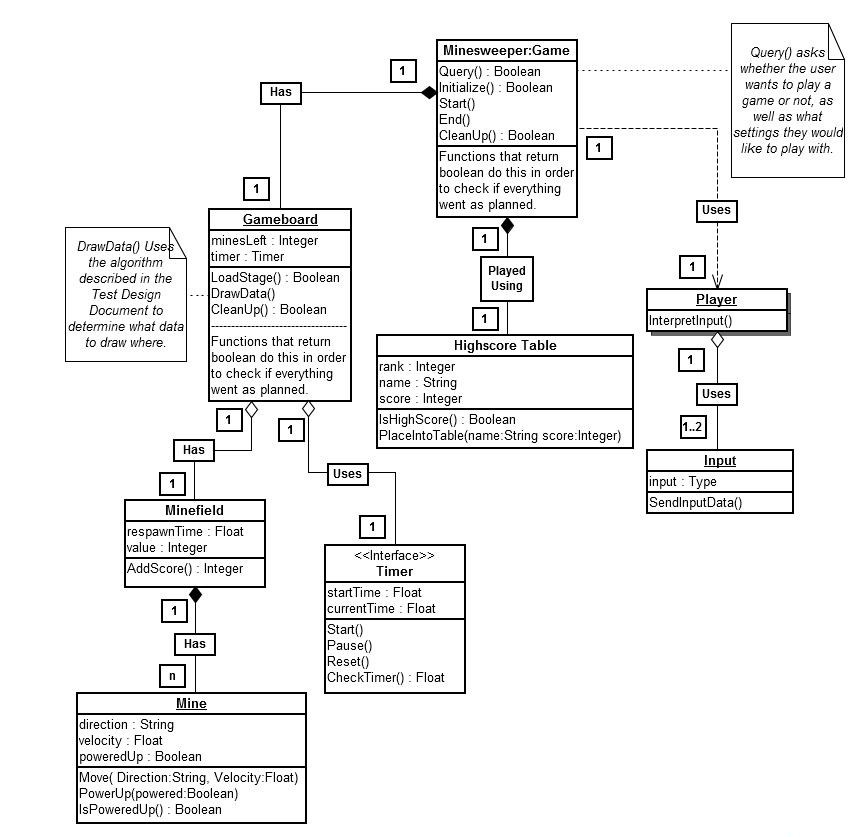 Minesweeper:Game
Query() : Boolean
Initialize() : Boolean
Start()
End()
CleanUp() : Boolean
Functions that return
boolean do this in order
to check if everything
went as planned.
Query() asks
whether the user
wants to play a
game or not, as
well as what
settings they would
like to play with.
1
Has
1
1
Uses
1
Gameboard
minesLeft : Integer
timer : Timer
LoadStage() : Boolean
DrawData()
CleanUp() : Boolean
Functions that return
boolean do this in order
to check if everything
went as planned.
DrawData() Uses
the algorithm
described in the
Test Design
Document to
determine what data
to draw where.
1
Played
Using
1
Highscore Table
rank : Integer
name : String
score : Integer
IsHighScore() : Boolean
PlaceIntoTable(name:String score:Integer)
Player
InterpretInput()
1
Uses
1..2
Input
input : Type
SendInputData()
1
Has
1
Minefield
respawnTime : Float
value : Integer
AddScore() : Integer
1
Uses
1
<<Interface>>
Timer
startTime : Float
currentTime : Float
Start()
Pause()
Reset()
CheckTimer() : Float
1
Has
n
Mine
direction : String
velocity : Float
poweredUp : Boolean
Move( Direction:String, Velocity:Float)
PowerUp(powered:Boolean)
IsPoweredUp() : Boolean